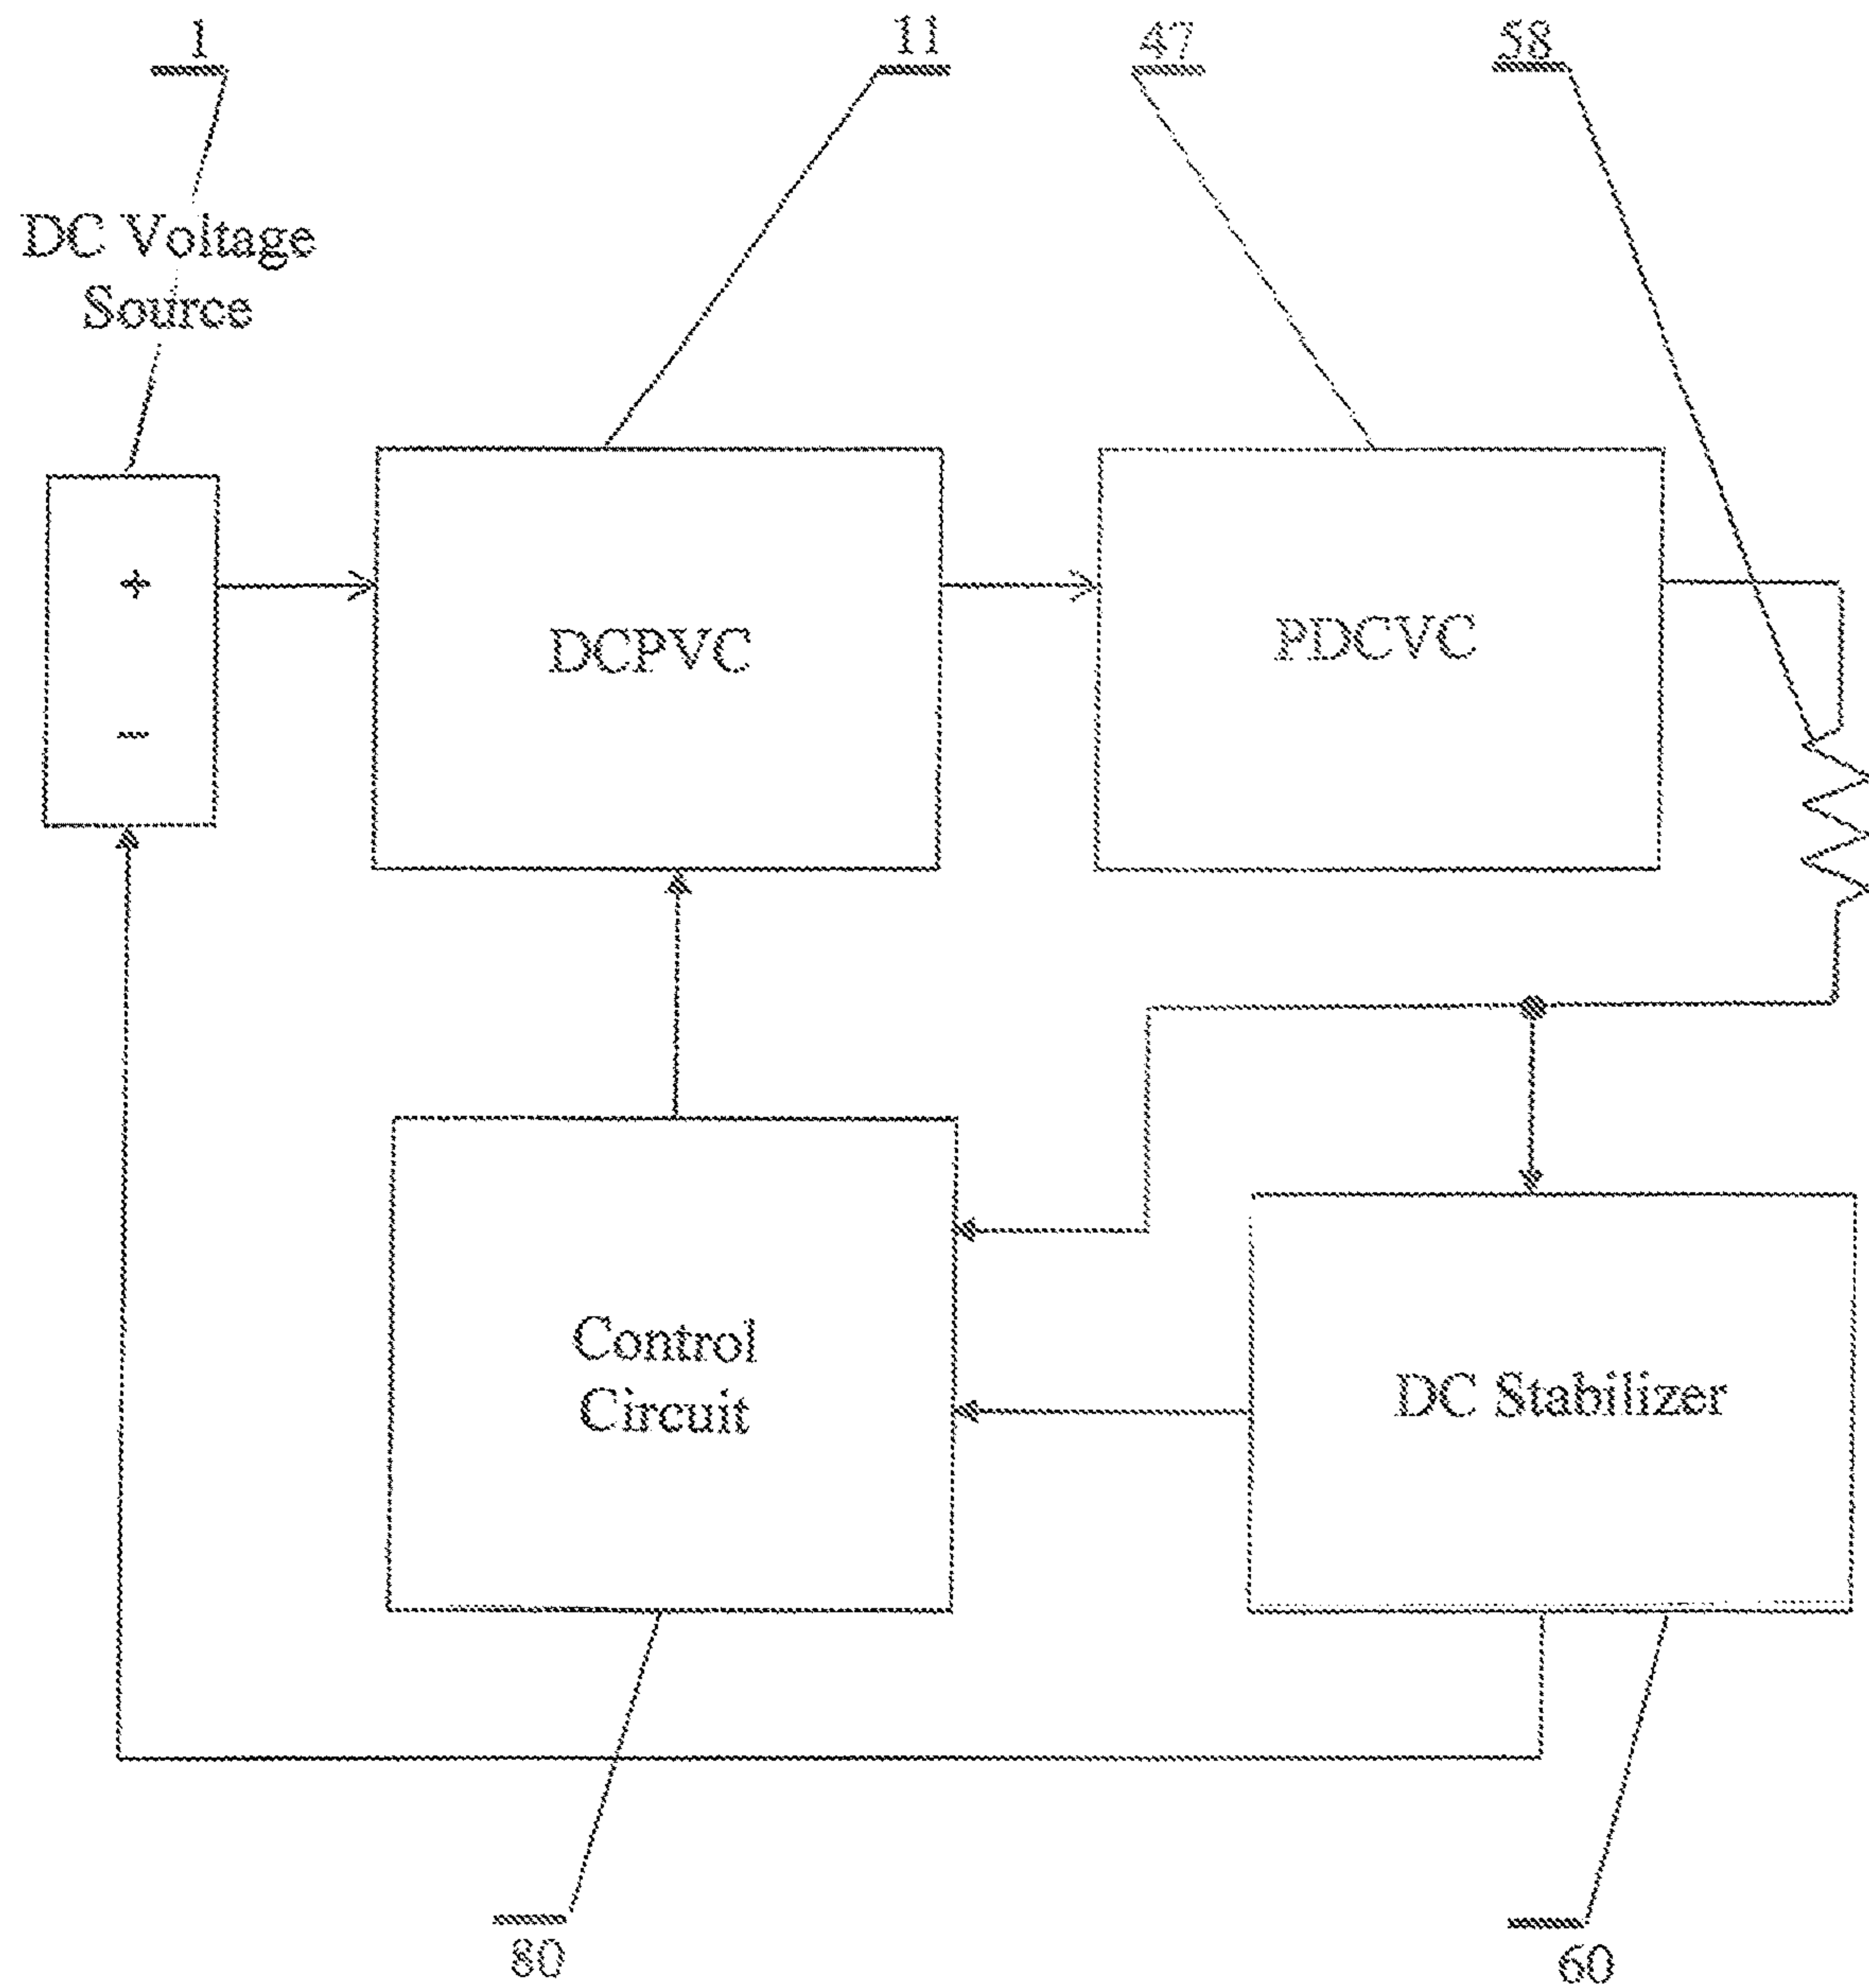 1
11
47
58
DC Voltage
Source
+
−
DCPVC
PDCVC
Control
Circuit
DC Stabilizer
80
60